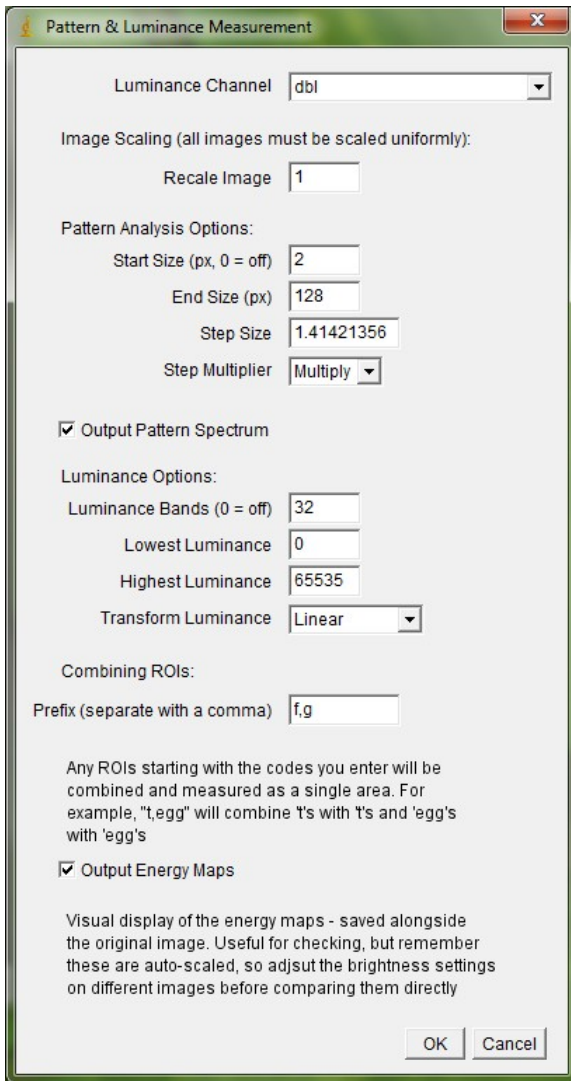 Pattern & Luminance Measurement
x
Luminance Channel dbl
Image Scaling (all images must be scaled uniformly):
Recale Image 1
Pattern Analysis Options:
Start Size (px, 0 = off) 2
End Size (px) 128
Step Size 1.41421356
Step Multiplier Multiply
Output Pattern Spectrum
Luminance Options:
Luminance Bands (0 = off) 32
Lowest Luminance 0
Highest Luminance 65535
Transform Luminance Linear
Combining ROIs:
Prefix (separate with a comma) f,g
Any ROIs starting with the codes you enter will be
combined and measured as a single area. For
example, "t,egg" will combine 't's with 't's and 'egg's
with 'egg's
Output Energy Maps
Visual display of the energy maps - saved alongside
the original image. Useful for checking, but remember
these are auto-scaled, so adjsut the brightness settings
on different images before comparing them directly
OK Cancel